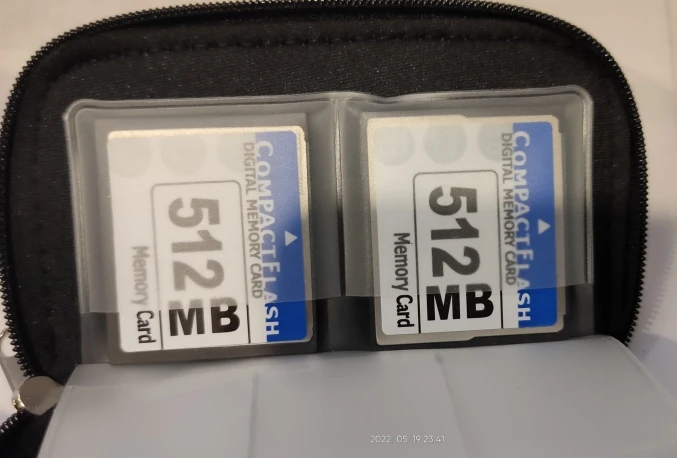 COMPACTFLASH
DIGITAL MEMORY CARD
512
MB
Memory Card
COMPACTFLASH
DIGITAL MEMORY CARD
512
MB
Memory Card
2022 05 19 23:41